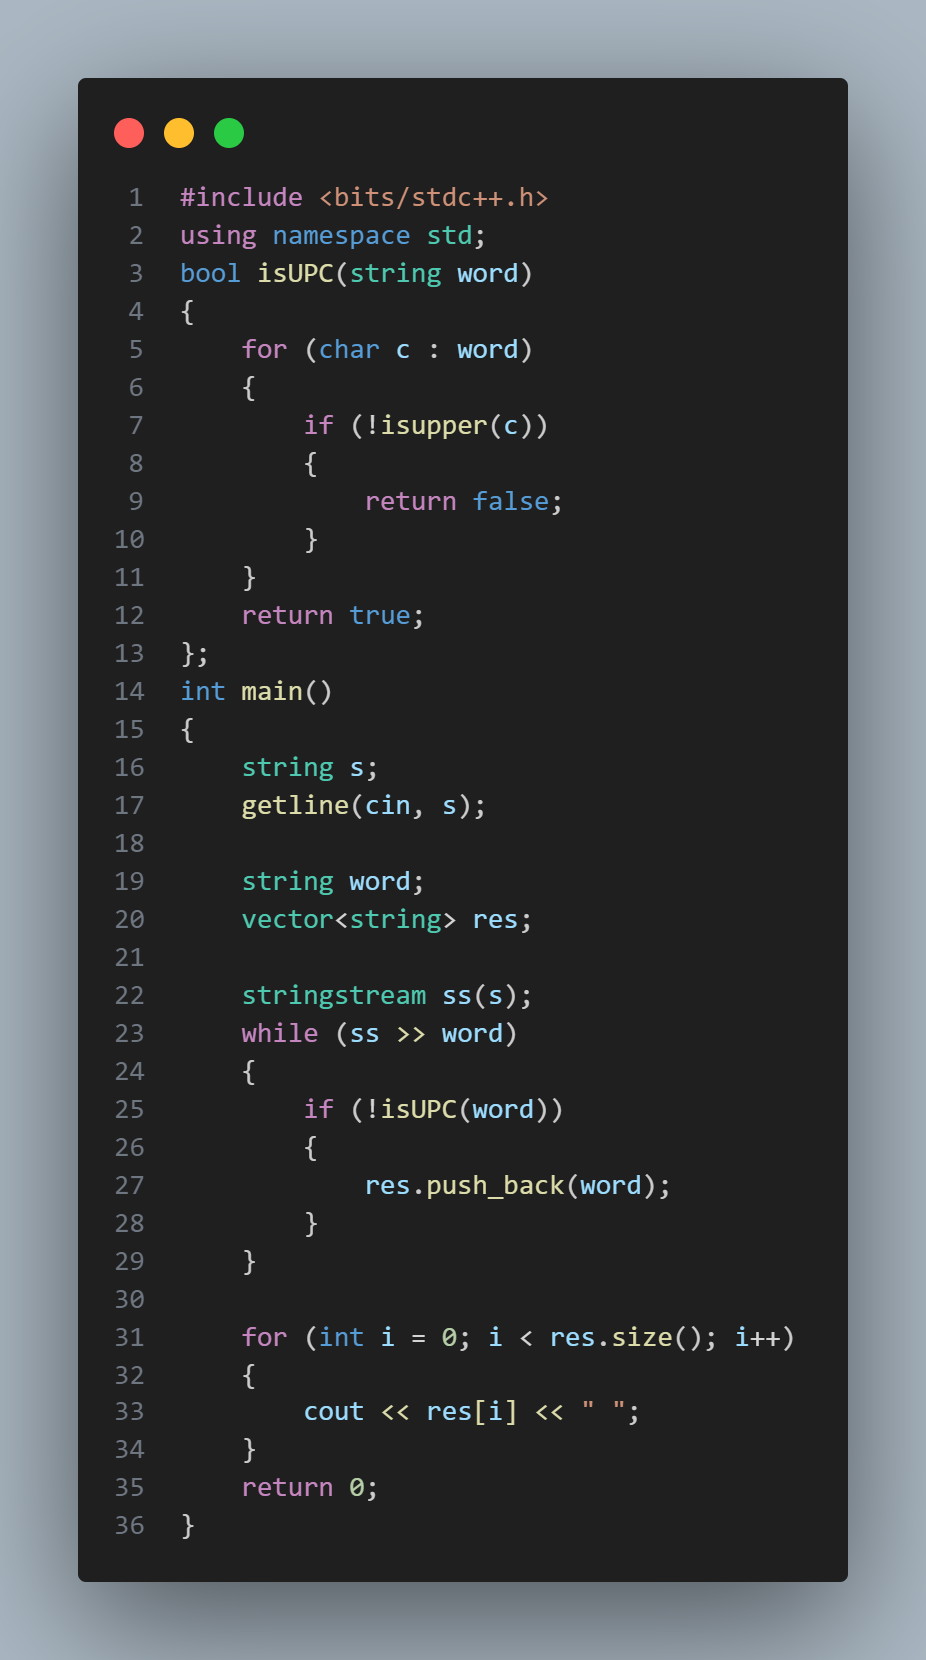 1 #include <bits/stdc++.h>
2 using namespace std;
3 bool isUPC(string word)
4 {
5     for (char c : word)
6     {
7         if (!isupper(c))
8         {
9             return false;
10         }
11     }
12     return true;
13 };
14 int main()
15 {
16     string s;
17     getline(cin, s);
18
19     string word;
20     vector<string> res;
21
22     stringstream ss(s);
23     while (ss >> word)
24     {
25         if (!isUPC(word))
26         {
27             res.push_back(word);
28         }
29     }
30
31     for (int i = 0; i < res.size(); i++)
32     {
33         cout << res[i] << " ";
34     }
35     return 0;
36 }